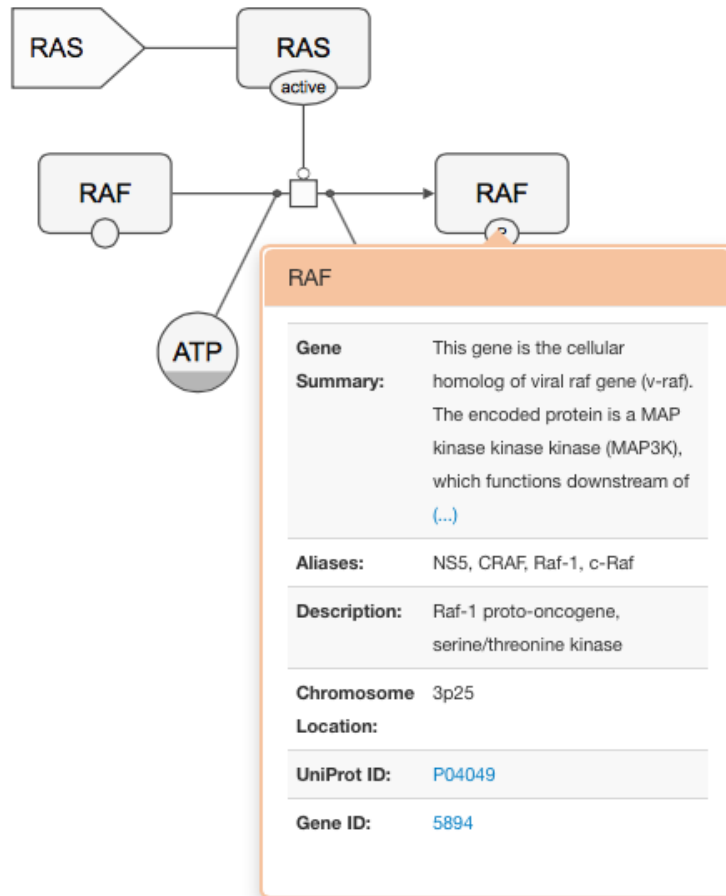 RAS
RAS
active
RAF
RAF
ATP
RAF
Gene
Summary:
This gene is the cellular
homolog of viral raf gene (v-raf).
The encoded protein is a MAP
kinase kinase kinase (MAP3K),
which functions downstream of
(...)
Aliases:
NS5, CRAF, Raf-1, c-Raf
Description:
Raf-1 proto-oncogene,
serine/threonine kinase
Chromosome
Location:
3p25
UniProt ID:
P04049
Gene ID:
5894